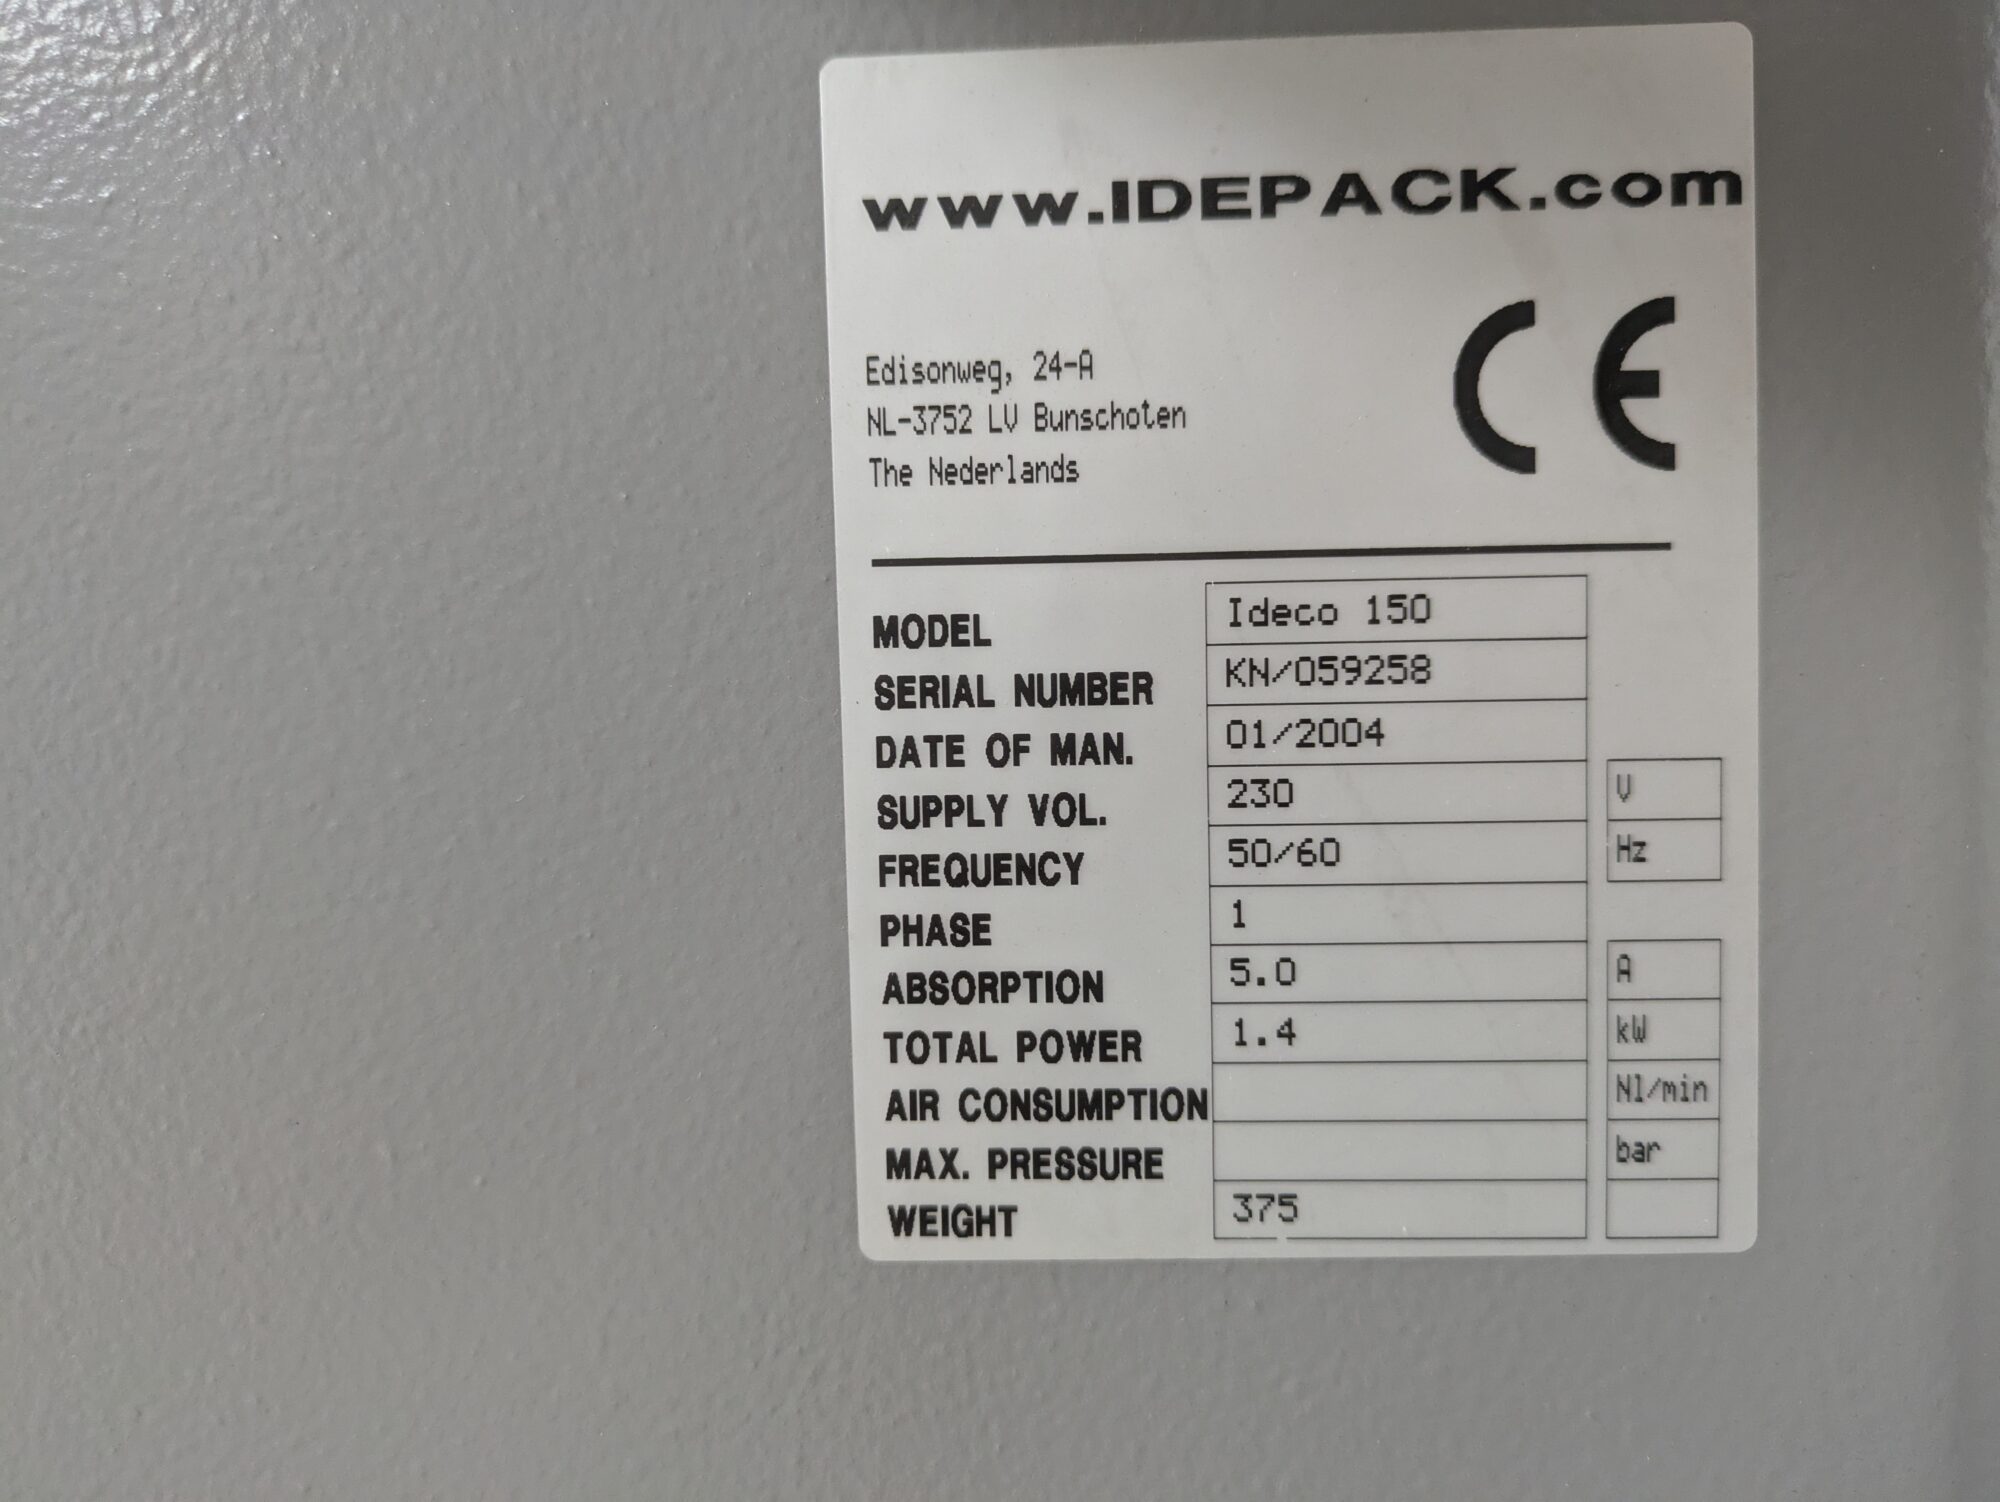 www.IDEPACK.com
CE
Edisonweg, 24-A
NL-3752 LV Bunschoten
The Nederlands
MODEL Ideco 150
SERIAL NUMBER KN/059258
DATE OF MAN. 01/2004
SUPPLY VOL. 230 V
FREQUENCY 50/60 Hz
PHASE 1
ABSORPTION 5.0 A
TOTAL POWER 1.4 kW
AIR CONSUMPTION Nl/min
MAX. PRESSURE bar
WEIGHT 375